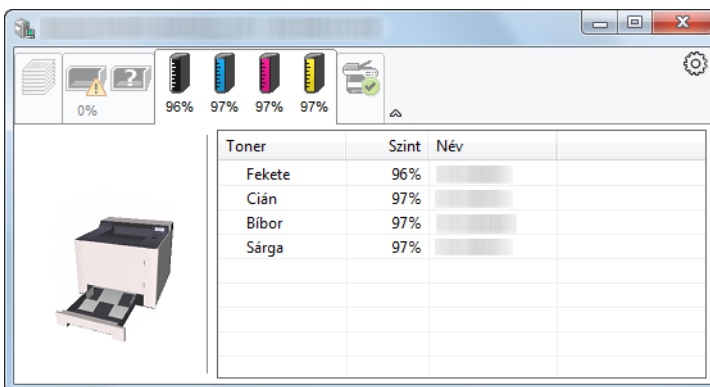 0%
96%
97%
97%
97%
Toner Szint Név
Fekete 96%
Cián 97%
Bíbor 97%
Sárga 97%